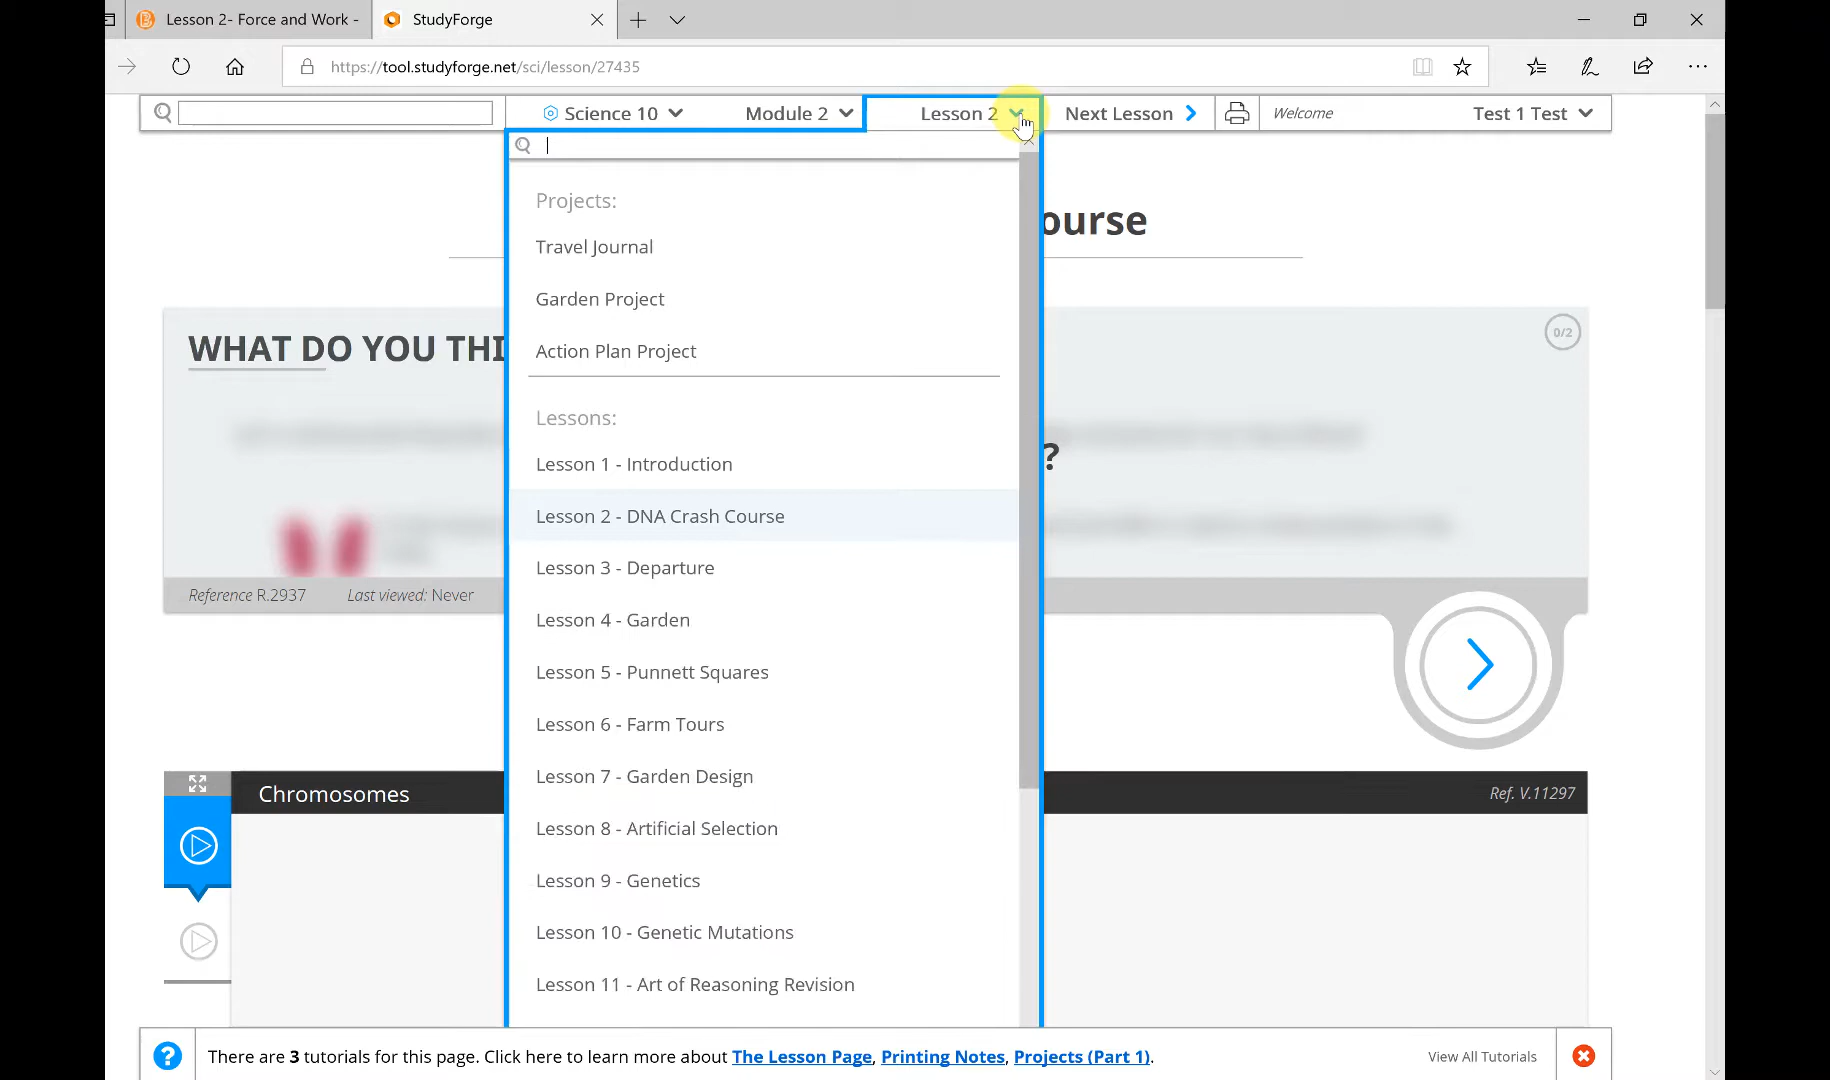 Lesson 2- Force and Work -
StudyForge
https://tool.studyforge.net/sci/lesson/27435
Science 10
Module 2
Lesson 2
Next Lesson
Welcome
Test 1 Test
ourse
Projects:
Travel Journal
Garden Project
Action Plan Project
Lessons:
Lesson 1 - Introduction
Lesson 2 - DNA Crash Course
Lesson 3 - Departure
Lesson 4 - Garden
Lesson 5 - Punnett Squares
Lesson 6 - Farm Tours
Lesson 7 - Garden Design
Lesson 8 - Artificial Selection
Lesson 9 - Genetics
Lesson 10 - Genetic Mutations
Lesson 11 - Art of Reasoning Revision
WHAT DO YOU THI
0/2
?
Reference R.2937
Last viewed: Never
Chromosomes
Ref. V.11297
There are 3 tutorials for this page. Click here to learn more about The Lesson Page, Printing Notes, Projects (Part 1).
View All Tutorials